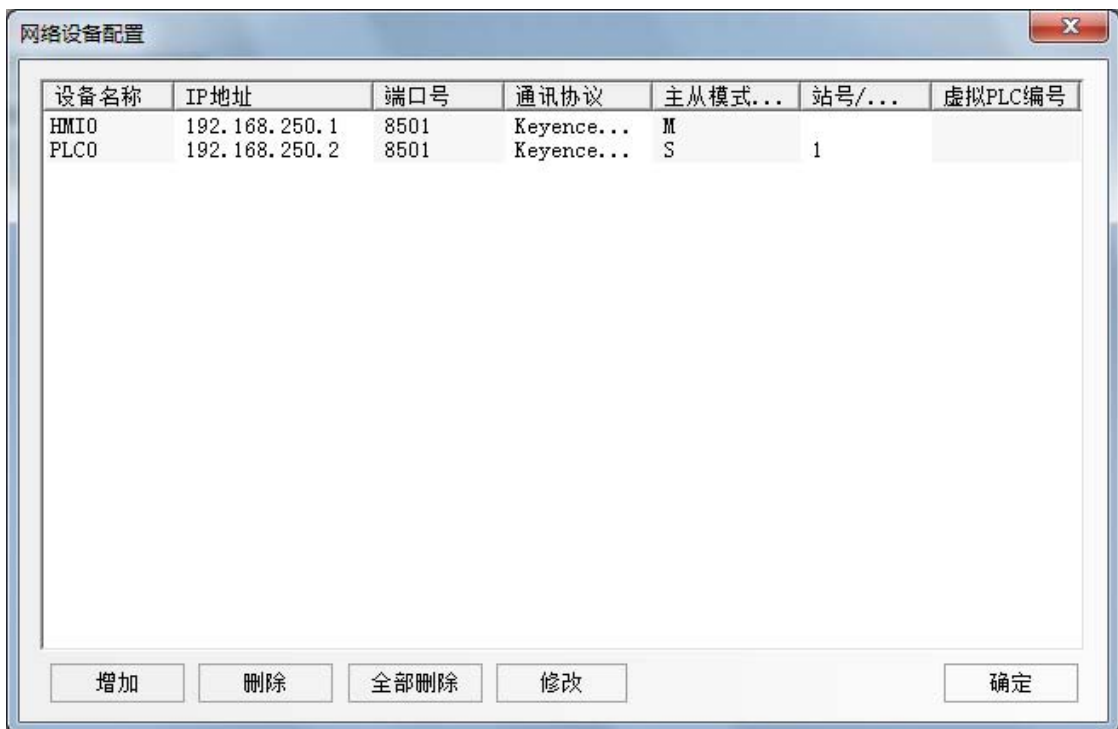 网络设备配置
设备名称 IP地址 端口号 通讯协议 主从模式... 站号/... 虚拟PLC编号
HMI0 192.168.250.1 8501 Keyence... M
PLC0 192.168.250.2 8501 Keyence... S 1
增加 删除 全部删除 修改 确定